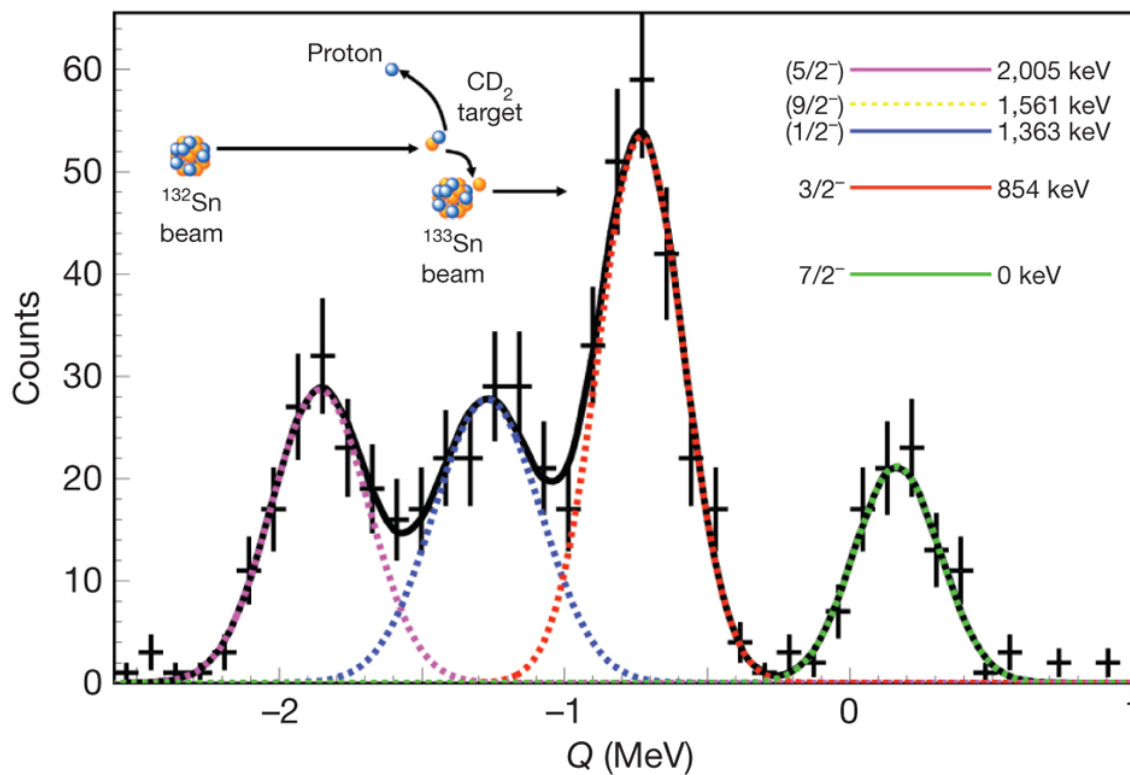 60
50
40
30
20
10
0
Counts
Proton
CD₂
target
¹³²Sn
beam
¹³³Sn
beam
(5/2⁻) 2,005 keV
(9/2⁻) 1,561 keV
(1/2⁻) 1,363 keV
3/2⁻ 854 keV
7/2⁻ 0 keV
–2 –1 0 1
Q (MeV)